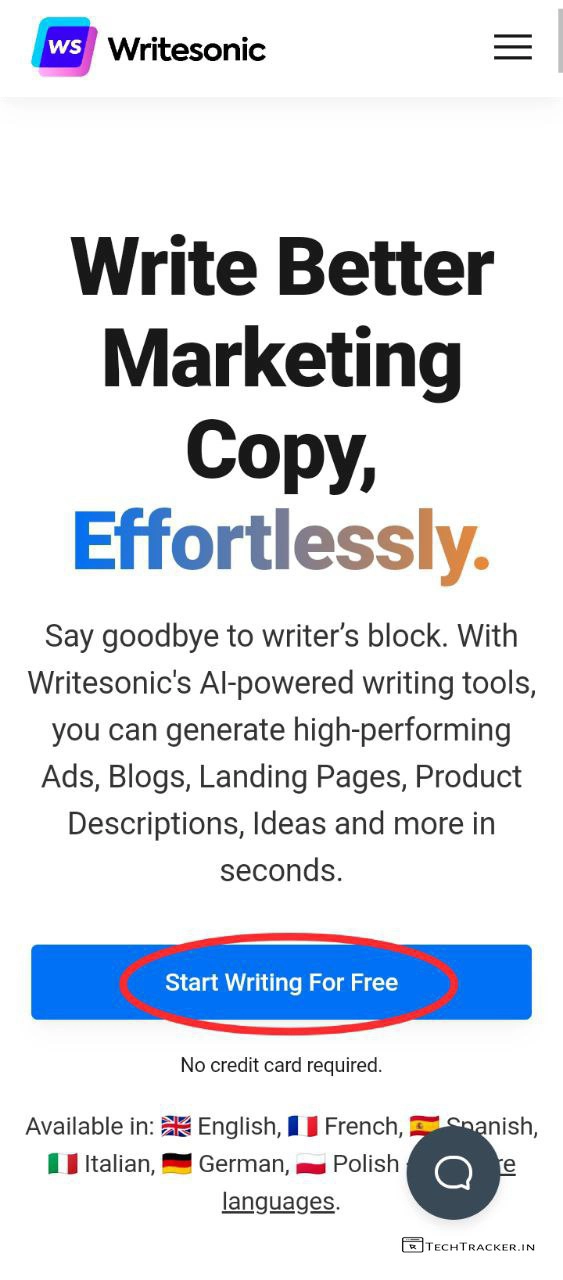 WS Writesonic
Write Better
Marketing
Copy,
Effortlessly.
Say goodbye to writer’s block. With
Writesonic's AI-powered writing tools,
you can generate high-performing
Ads, Blogs, Landing Pages, Product
Descriptions, Ideas and more in
seconds.
Start Writing For Free
No credit card required.
Available in: English, French, Spanish,
Italian, German, Polish
languages.
TECHTRACKER.IN